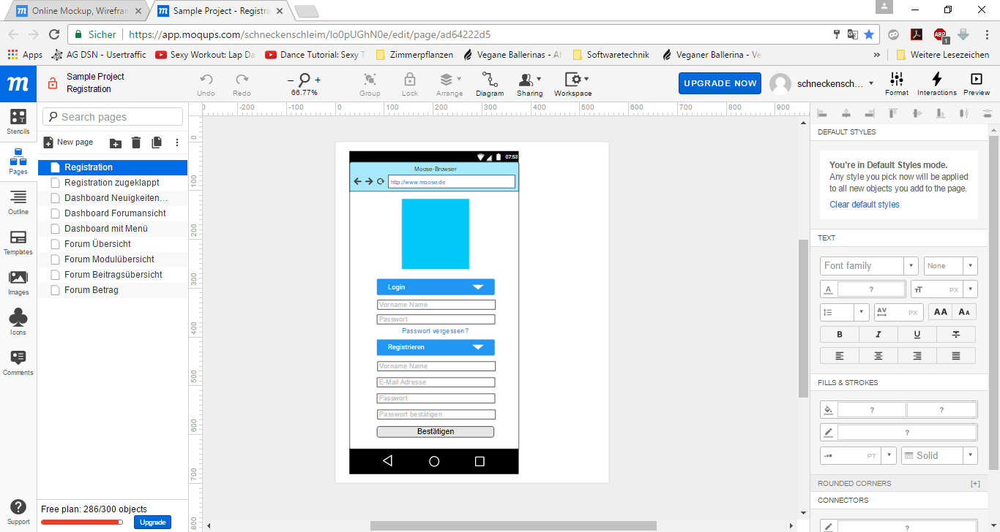 Online Mockup, Wirefran
Sample Project - Registra
Sicher
https://app.moqups.com/schneckenschleim/Io0pUGhN0e/edit/page/ad64222d5
ABP
1
Apps
AG DSN - Usertraffic
Sexy Workout: Lap Da
Dance Tutorial: Sexy T
Zimmerpflanzen
Vegane Ballerinas - Al
Softwaretechnik
Veganer Ballerina - Ve
»
Weitere Lesezeichen
m
Sample Project
Registration
Undo
Redo
66.77%
Group
Lock
Arrange
Diagram
Sharing
Workspace
UPGRADE NOW
schneckensch...
Format
Interactions
Preview
Stencils
Pages
Outline
Templates
Images
Icons
Comments
Support
Search pages
New page
Registration
Registration zugeklappt
Dashboard Neuigkeiten...
Dashboard Forumansicht
Dashboard mit Menü
Forum Übersicht
Forum Modulübersicht
Forum Beitragsübersicht
Forum Betrag
Free plan: 286/300 objects
Upgrade
-200
-100
0
100
200
300
400
500
600
700
800
900
0
100
200
300
400
500
600
700
800
07:53
Moose-Browser
http://www.moose.de
Login
Vorname Name
Passwort
Passwort vergessen?
Registrieren
Vorname Name
E-Mail Adresse
Passwort
Passwort bestätigen
Bestätigen
DEFAULT STYLES
You're in Default Styles mode.
Any style you pick now will be applied
to all new objects you add to the page.
Clear default styles
TEXT
Font family
None
A
?
TT
PX
AV
PX
AA
AA
B
I
U
T
FILLS & STROKES
?
?
?
PT
Solid
ROUNDED CORNERS
[+]
CONNECTORS
?